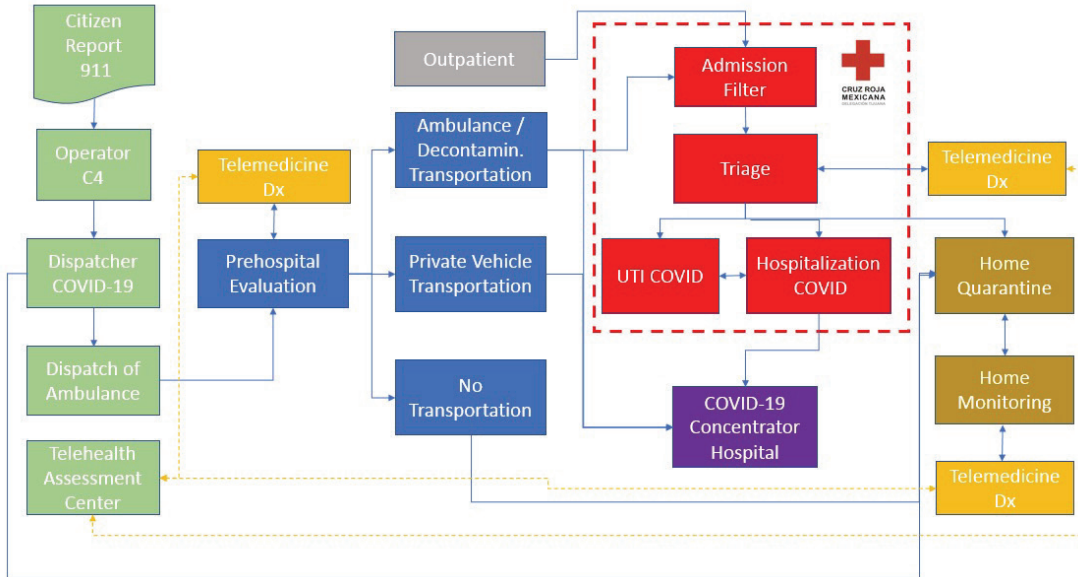 Citizen
Report
911
Outpatient
Admission
Filter
CRUZ ROJA
MEXICANA
DELEGACIÓN TIJUANA
Operator
C4
Telemedicine
Dx
Ambulance /
Decontamin.
Transportation
Triage
Telemedicine
Dx
Dispatcher
COVID-19
Prehospital
Evaluation
Private Vehicle
Transportation
UTI COVID
Hospitalization
COVID
Home
Quarantine
Dispatch of
Ambulance
No
Transportation
COVID-19
Concentrator
Hospital
Home
Monitoring
Telehealth
Assessment
Center
Telemedicine
Dx